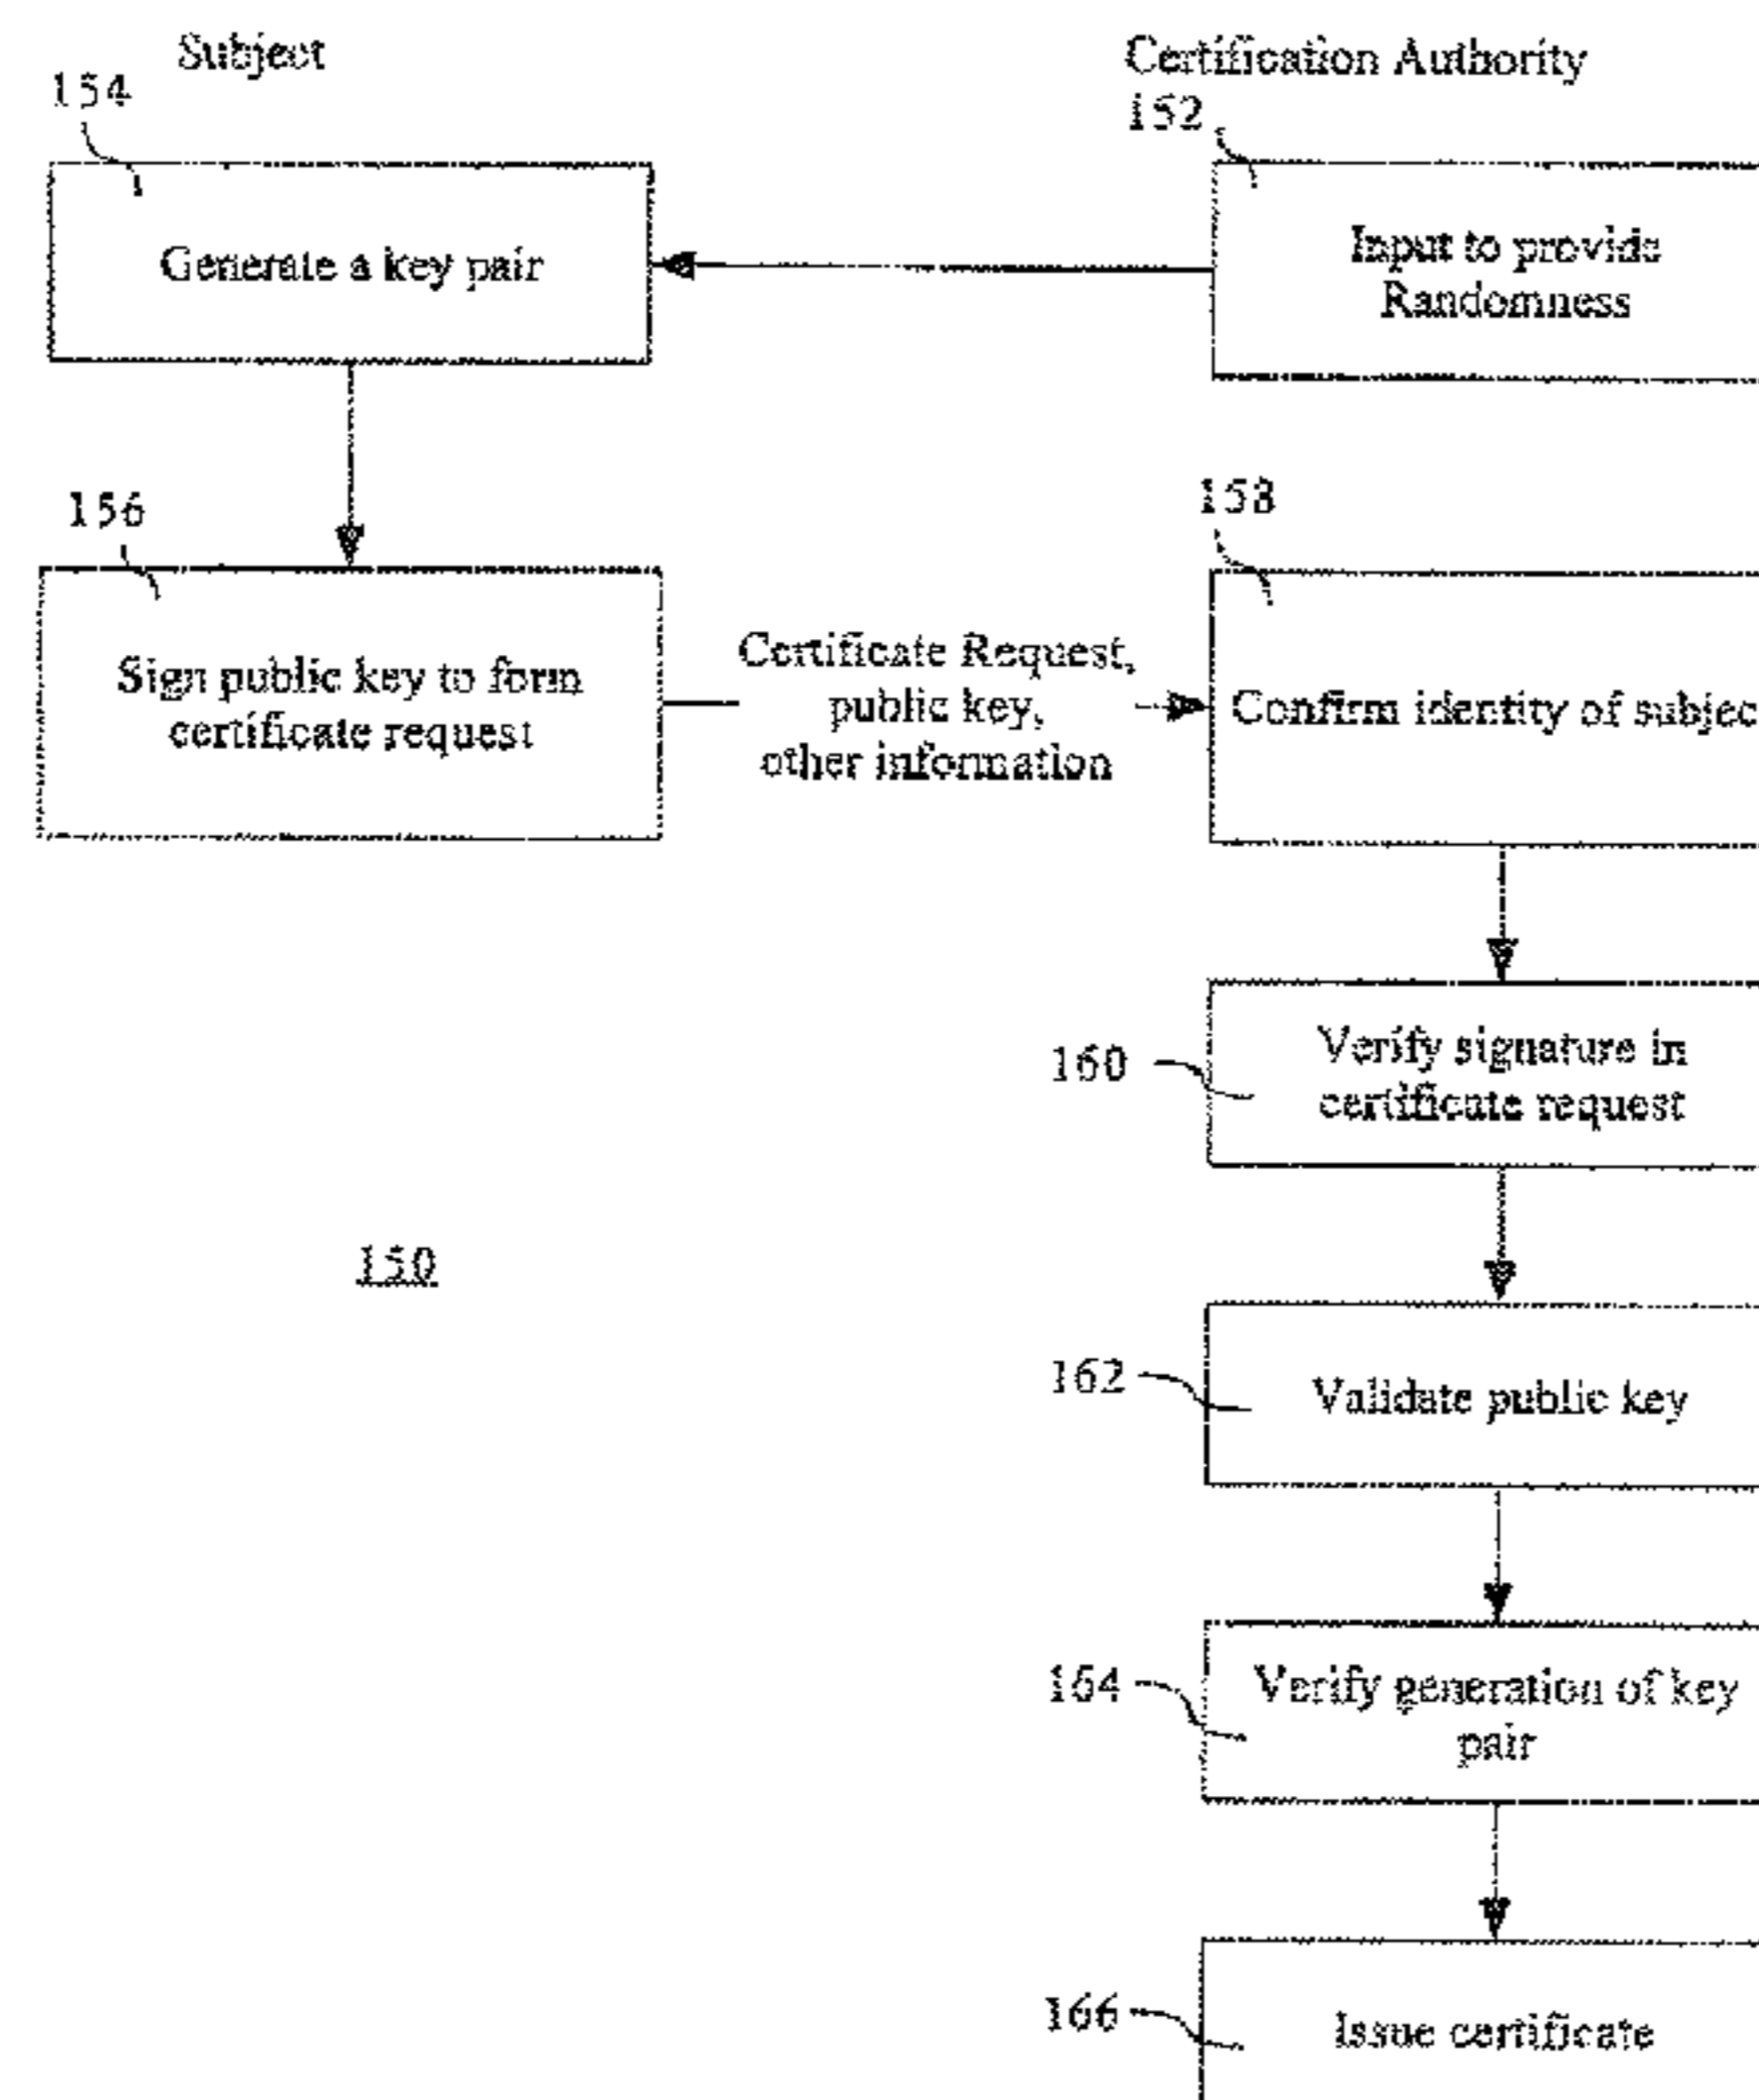 Subject
Certification Authority
154
152
Generate a key pair
Input to provide
Randomness
156
158
Sign public key to form
certificate request
Certificate Request,
public key,
other information
Confirm identity of subjec
160
Verify signature in
certificate request
150
162
Validate public key
164
Verify generation of key
pair
166
Issue certificate